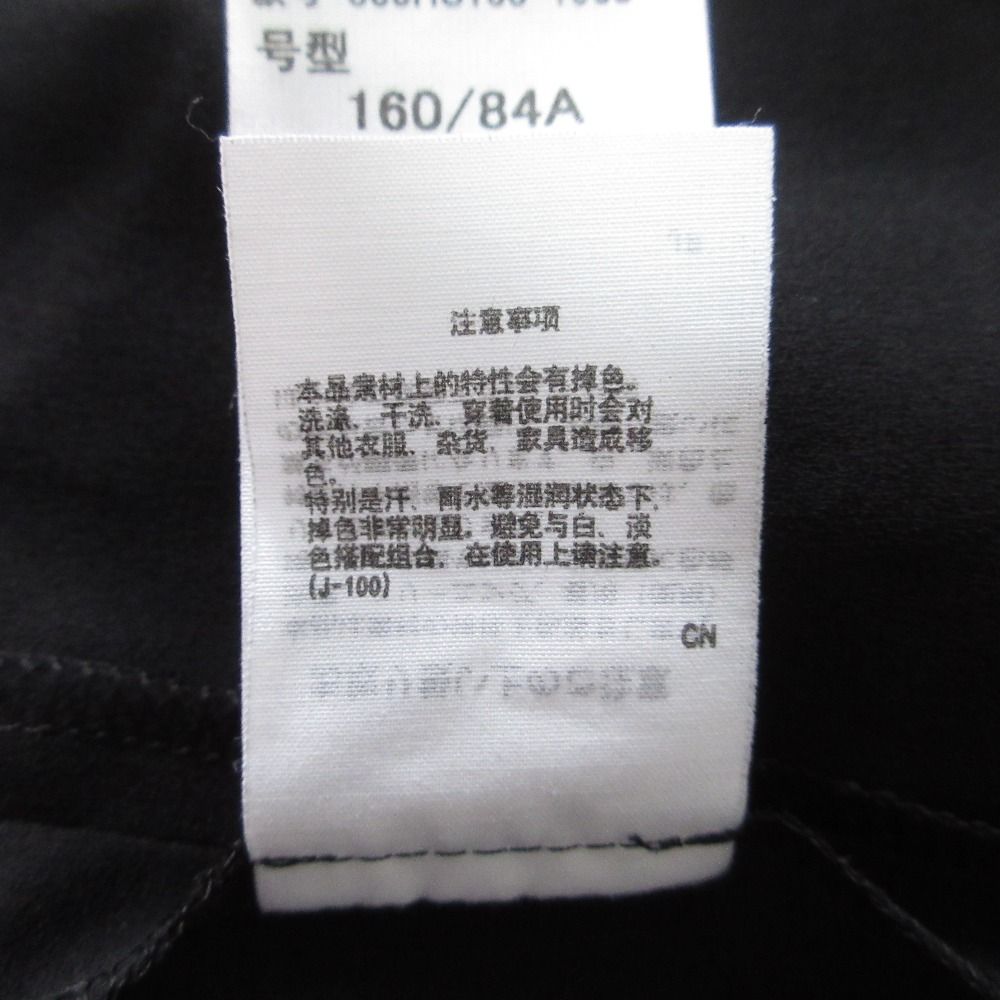 号型
160/84A
注意事项
本品素材上的特性会有掉色。
洗涤、干洗、穿着使用时会对
其他衣服、杂货、家具造成移
色。
特别是汗、雨水等湿润状态下，
掉色非常明显。避免与白、淡
色搭配组合，在使用上请注意。
(J-100)
CN